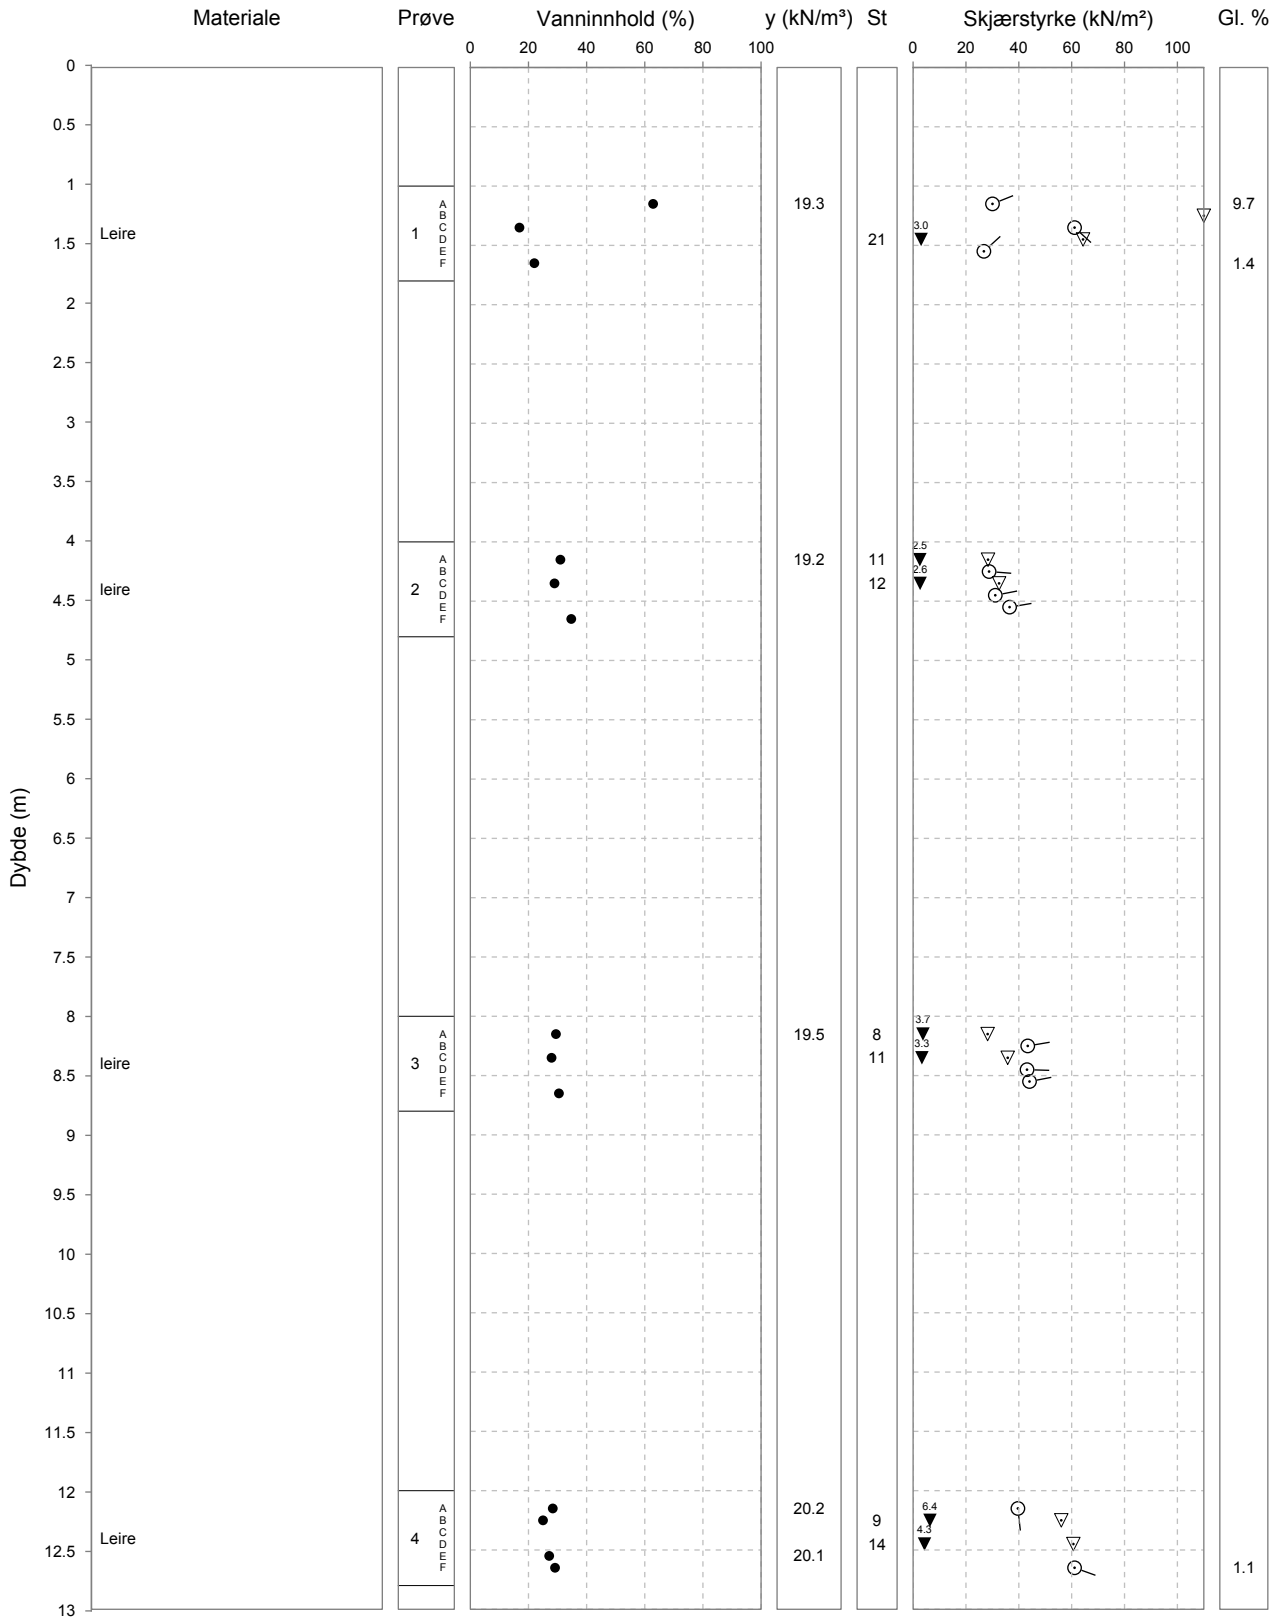 Materiale Prøve Vanninnhold (%) y (kN/m³) St Skjærstyrke (kN/m²) Gl. %
0 20 40 60 80 100 0 20 40 60 80 100
Dybde (m)
0
0.5
1
A 19.3 9.7
B
C 3.0
Leire 1 D 21
1.5
E
F 1.4
2
2.5
3
3.5
4
2.5
A 19.2 11
B 2.6
C 12
leire 2 D
4.5
E
F
5
5.5
6
6.5
7
7.5
8
3.7
A 19.5 8
B 3.3
C 11
leire 3 D
8.5
E
F
9
9.5
10
10.5
11
11.5
12
A 20.2 6.4
B 9
C 4.3
Leire 4 D 14
12.5
E 20.1
F 1.1
13